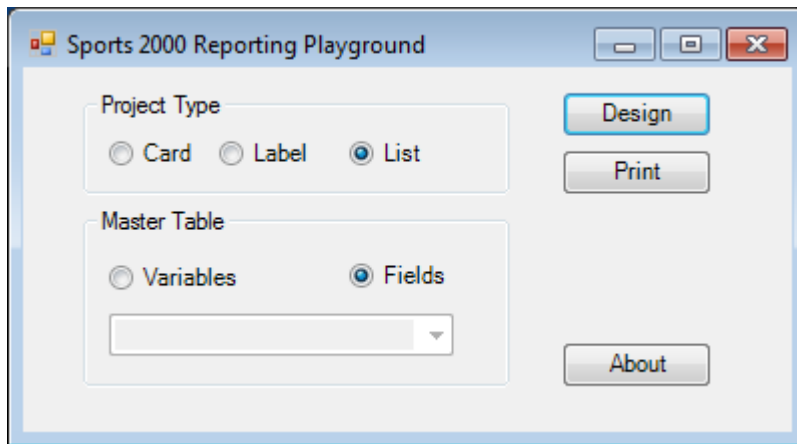 Sports 2000 Reporting Playground
Project Type
Card Label List
Design
Print
Master Table
Variables Fields
About